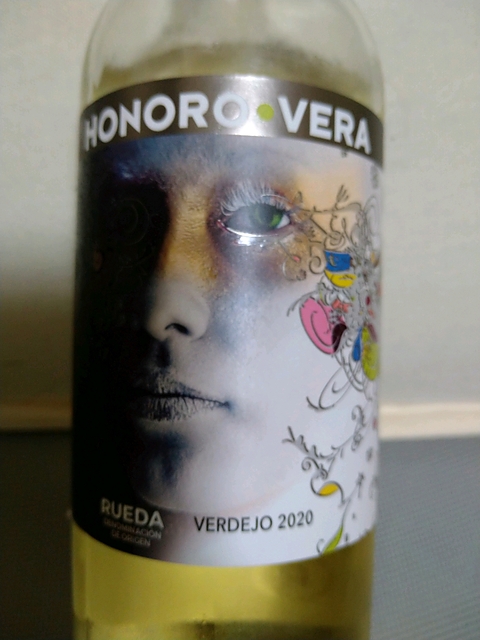 HONORO • VERA
RUEDA
DENOMINACIÓN
DE ORIGEN
VERDEJO 2020